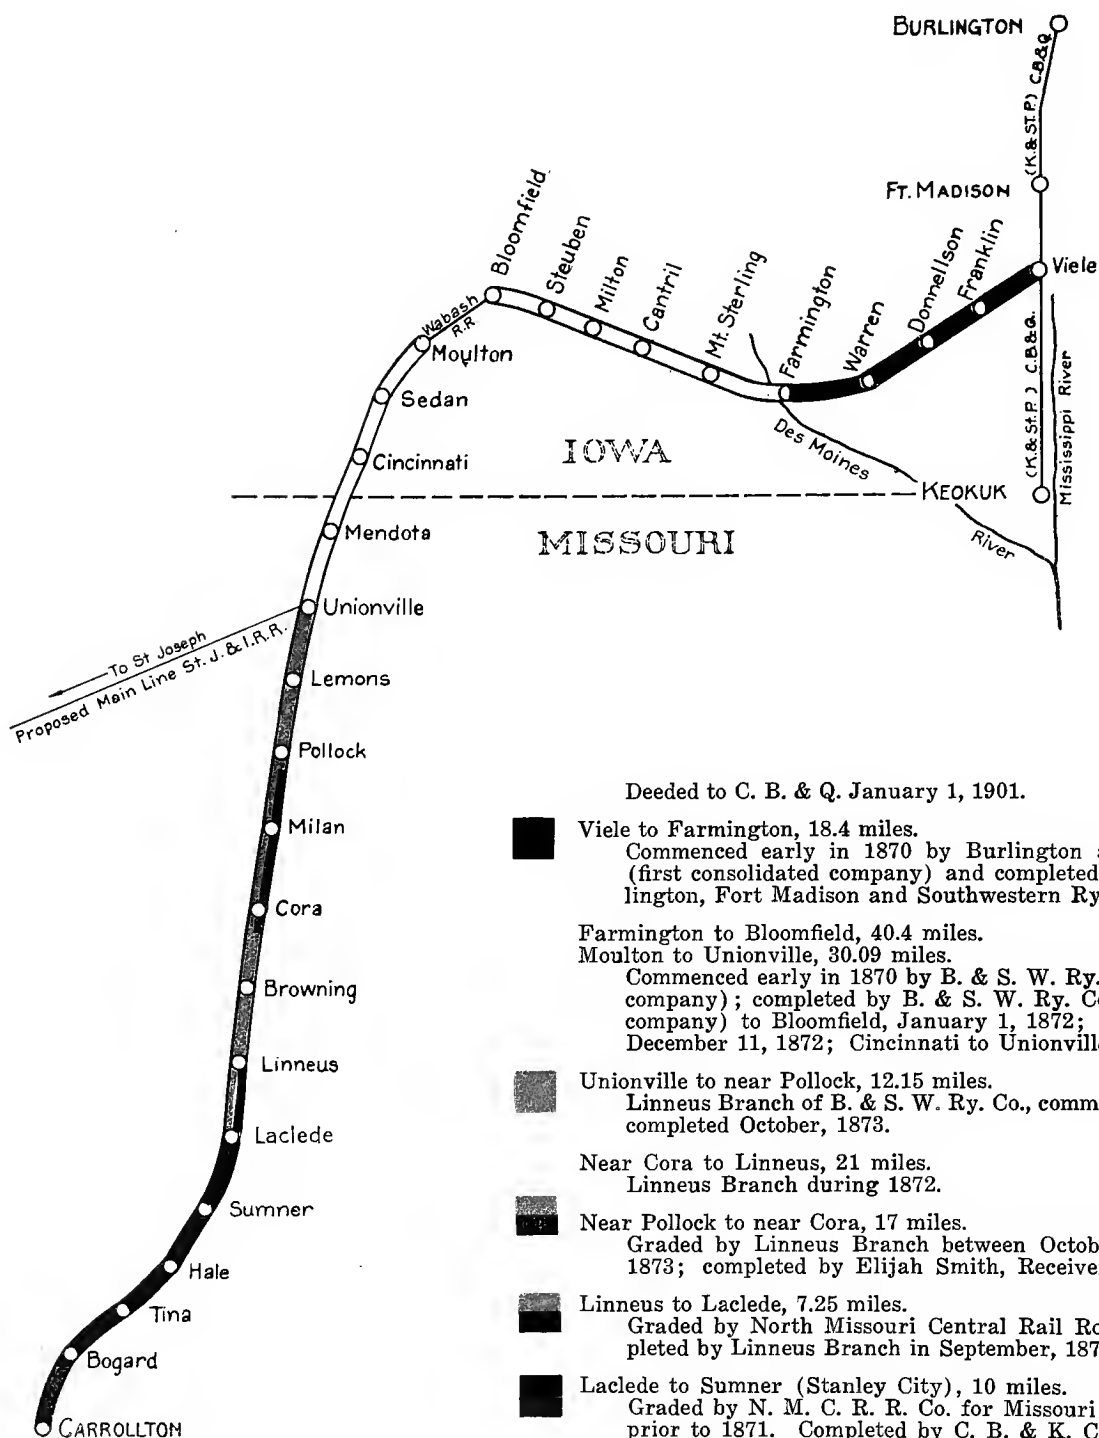 BURLINGTON
(K. & ST. P.) C.B. & Q.
FT. MADISON
Viele
Franklin
Donnellson
Warren
Farmington
Mt. Sterling
Cantril
Milton
Steuben
Bloomfield
Wabash
R.R.
Moulton
Sedan
Cincinnati
(K. & St. P.) C.B. & Q.
Mississippi River
Des Moines
River
KEOKUK
IOWA
MISSOURI
Mendota
Unionville
To St Joseph
Proposed Main Line St. J. & I. R. R.
Lemons
Pollock
Milan
Cora
Browning
Linneus
Laclede
Sumner
Hale
Tina
Bogard
CARROLLTON
Deeded to C. B. & Q. January 1, 1901.
Viele to Farmington, 18.4 miles.
Commenced early in 1870 by Burlington
(first consolidated company) and completed
lington, Fort Madison and Southwestern Ry
Farmington to Bloomfield, 40.4 miles.
Moulton to Unionville, 30.09 miles.
Commenced early in 1870 by B. & S. W. Ry.
company); completed by B. & S. W. Ry. Co
company) to Bloomfield, January 1, 1872;
December 11, 1872; Cincinnati to Unionvill
Unionville to near Pollock, 12.15 miles.
Linneus Branch of B. & S. W. Ry. Co., comm
completed October, 1873.
Near Cora to Linneus, 21 miles.
Linneus Branch during 1872.
Near Pollock to near Cora, 17 miles.
Graded by Linneus Branch between Octob
1873; completed by Elijah Smith, Receive
Linneus to Laclede, 7.25 miles.
Graded by North Missouri Central Rail Ro
pleted by Linneus Branch in September, 187
Laclede to Sumner (Stanley City), 10 miles.
Graded by N. M. C. R. R. Co. for Missouri
prior to 1871. Completed by C. B. & K. C.